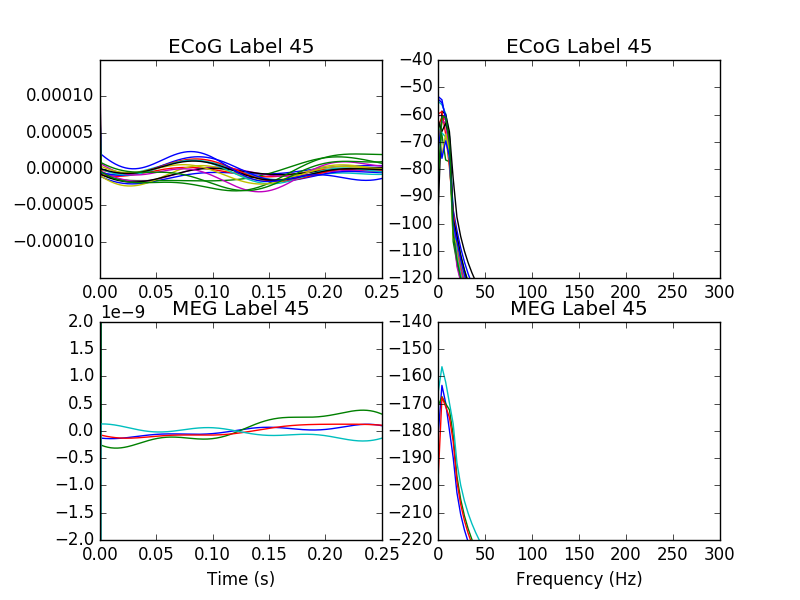 ECoG Label 45
0.00010
0.00005
0.00000
−0.00005
−0.00010
0.00 0.05 0.10 0.15 0.20 0.25
ECoG Label 45
−40
−50
−60
−70
−80
−90
−100
−110
−120
0 50 100 150 200 250 300
MEG Label 45
1e−9
2.0
1.5
1.0
0.5
0.0
−0.5
−1.0
−1.5
−2.0
0.00 0.05 0.10 0.15 0.20 0.25
Time (s)
MEG Label 45
−140
−150
−160
−170
−180
−190
−200
−210
−220
0 50 100 150 200 250 300
Frequency (Hz)